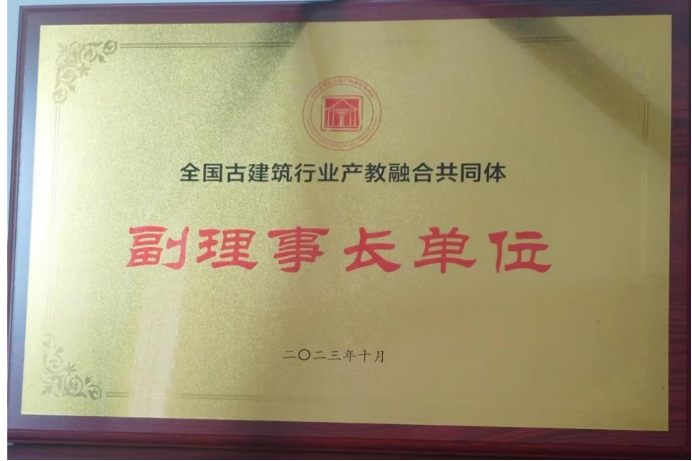 全国古建筑行业产教融合共同体
副理事长单位
二〇二三年十月